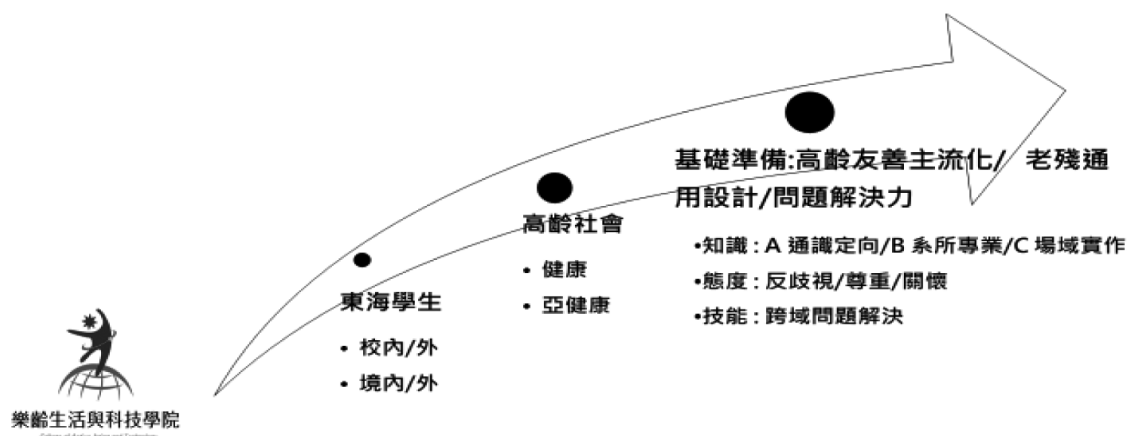 基礎準備:高齡友善主流化/ 老殘通
用設計/問題解決力
•知識：A 通識定向/B 系所專業/C 場域實作
•態度：反歧視/尊重/關懷
•技能：跨域問題解決
高齡社會
• 健康
• 亞健康
東海學生
• 校內/外
• 境內/外
樂齡生活與科技學院